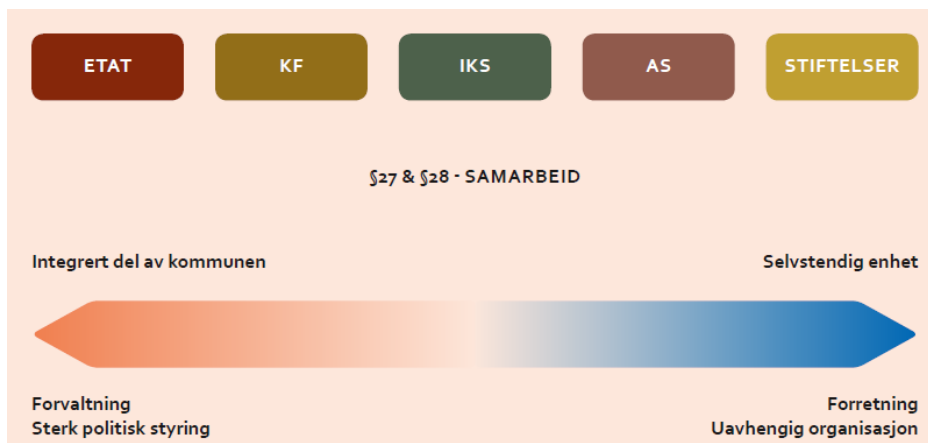 ETAT
KF
IKS
AS
STIFTELSER
§27 & §28 - SAMARBEID
Integrert del av kommunen
Selvstendig enhet
Forvaltning
Sterk politisk styring
Forretning
Uavhengig organisasjon